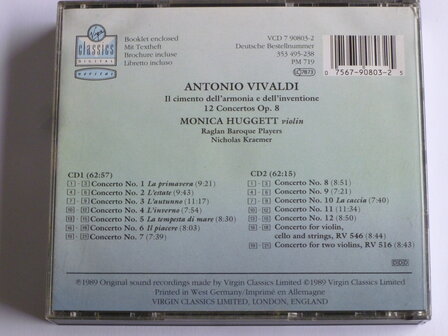 Virgin
classics
DIGITAL
Booklet enclosed
Mit Textheft
Brochure incluse
Libretto incluso
VCD 7 90803-2
Deutsche Bestellnummer
353 495-238
PM 719
0 7567-90803-2 5
ANTONIO VIVALDI
Il cimento dell'armonia e dell'inventione
12 Concertos Op. 8
MONICA HUGGETT violin
Raglan Baroque Players
Nicholas Kraemer
CD1 (62:57)
Concerto No. 1 La primavera (9:21)
Concerto No. 2 L'estate (9:43)
Concerto No. 3 L'autunno (11:17)
Concerto No. 4 L'inverno (7:54)
Concerto No. 5 La tempesta di mare (8:30)
Concerto No. 6 Il piacere (8:03)
Concerto No. 7 (7:39)
CD2 (62:15)
Concerto No. 8 (8:51)
Concerto No. 9 (7:21)
Concerto No. 10 La caccia (7:40)
Concerto No. 11 (11:34)
Concerto No. 12 (8:50)
Concerto for violin,
cello and strings, RV 546 (8:44)
Concerto for two violins, RV 516 (8:43)
DDD
℗1989 Original sound recordings made by Virgin Classics Limited ©1989 Virgin Classics Limited
Printed in West Germany/Imprimé en Allemagne
VIRGIN CLASSICS LIMITED, LONDON, ENGLAND